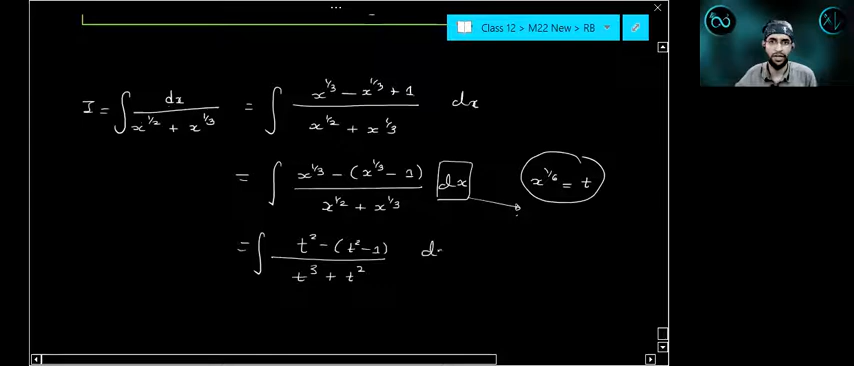 Class 12 > M22 New > RB
I = ∫ dx / (x^{1/2} + x^{1/3}) = ∫ (x^{1/3} - x^{1/3} + 1) / (x^{1/2} + x^{1/3}) dx
= ∫ (x^{1/3} - (x^{1/3} - 1)) / (x^{1/2} + x^{1/3}) dx → x^{1/6} = t
= ∫ (t^2 - (t^2 - 1)) / (t^3 + t^2) d